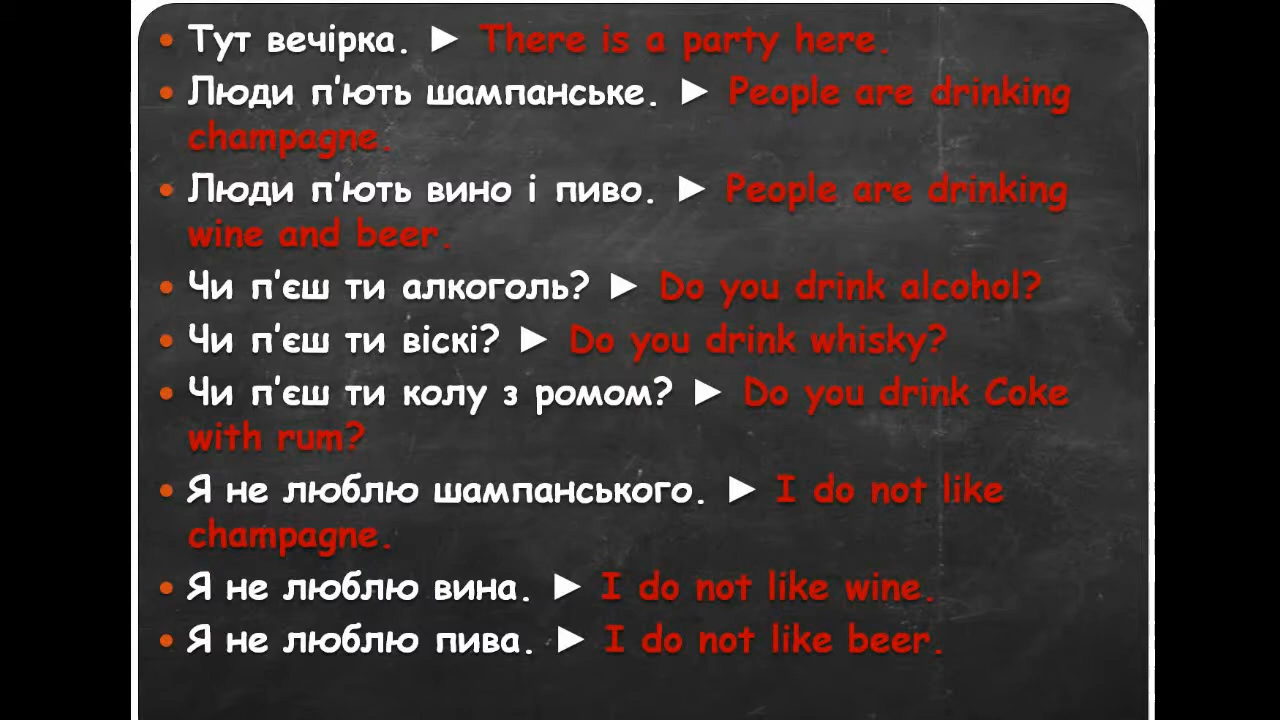 • Тут вечірка. ► There is a party here.
• Люди п'ють шампанське. ► People are drinking
champagne.
• Люди п'ють вино і пиво. ► People are drinking
wine and beer.
• Чи п'єш ти алкоголь? ► Do you drink alcohol?
• Чи п'єш ти віскі? ► Do you drink whisky?
• Чи п'єш ти колу з ромом? ► Do you drink Coke
with rum?
• Я не люблю шампанського. ► I do not like
champagne.
• Я не люблю вина. ► I do not like wine.
• Я не люблю пива. ► I do not like beer.